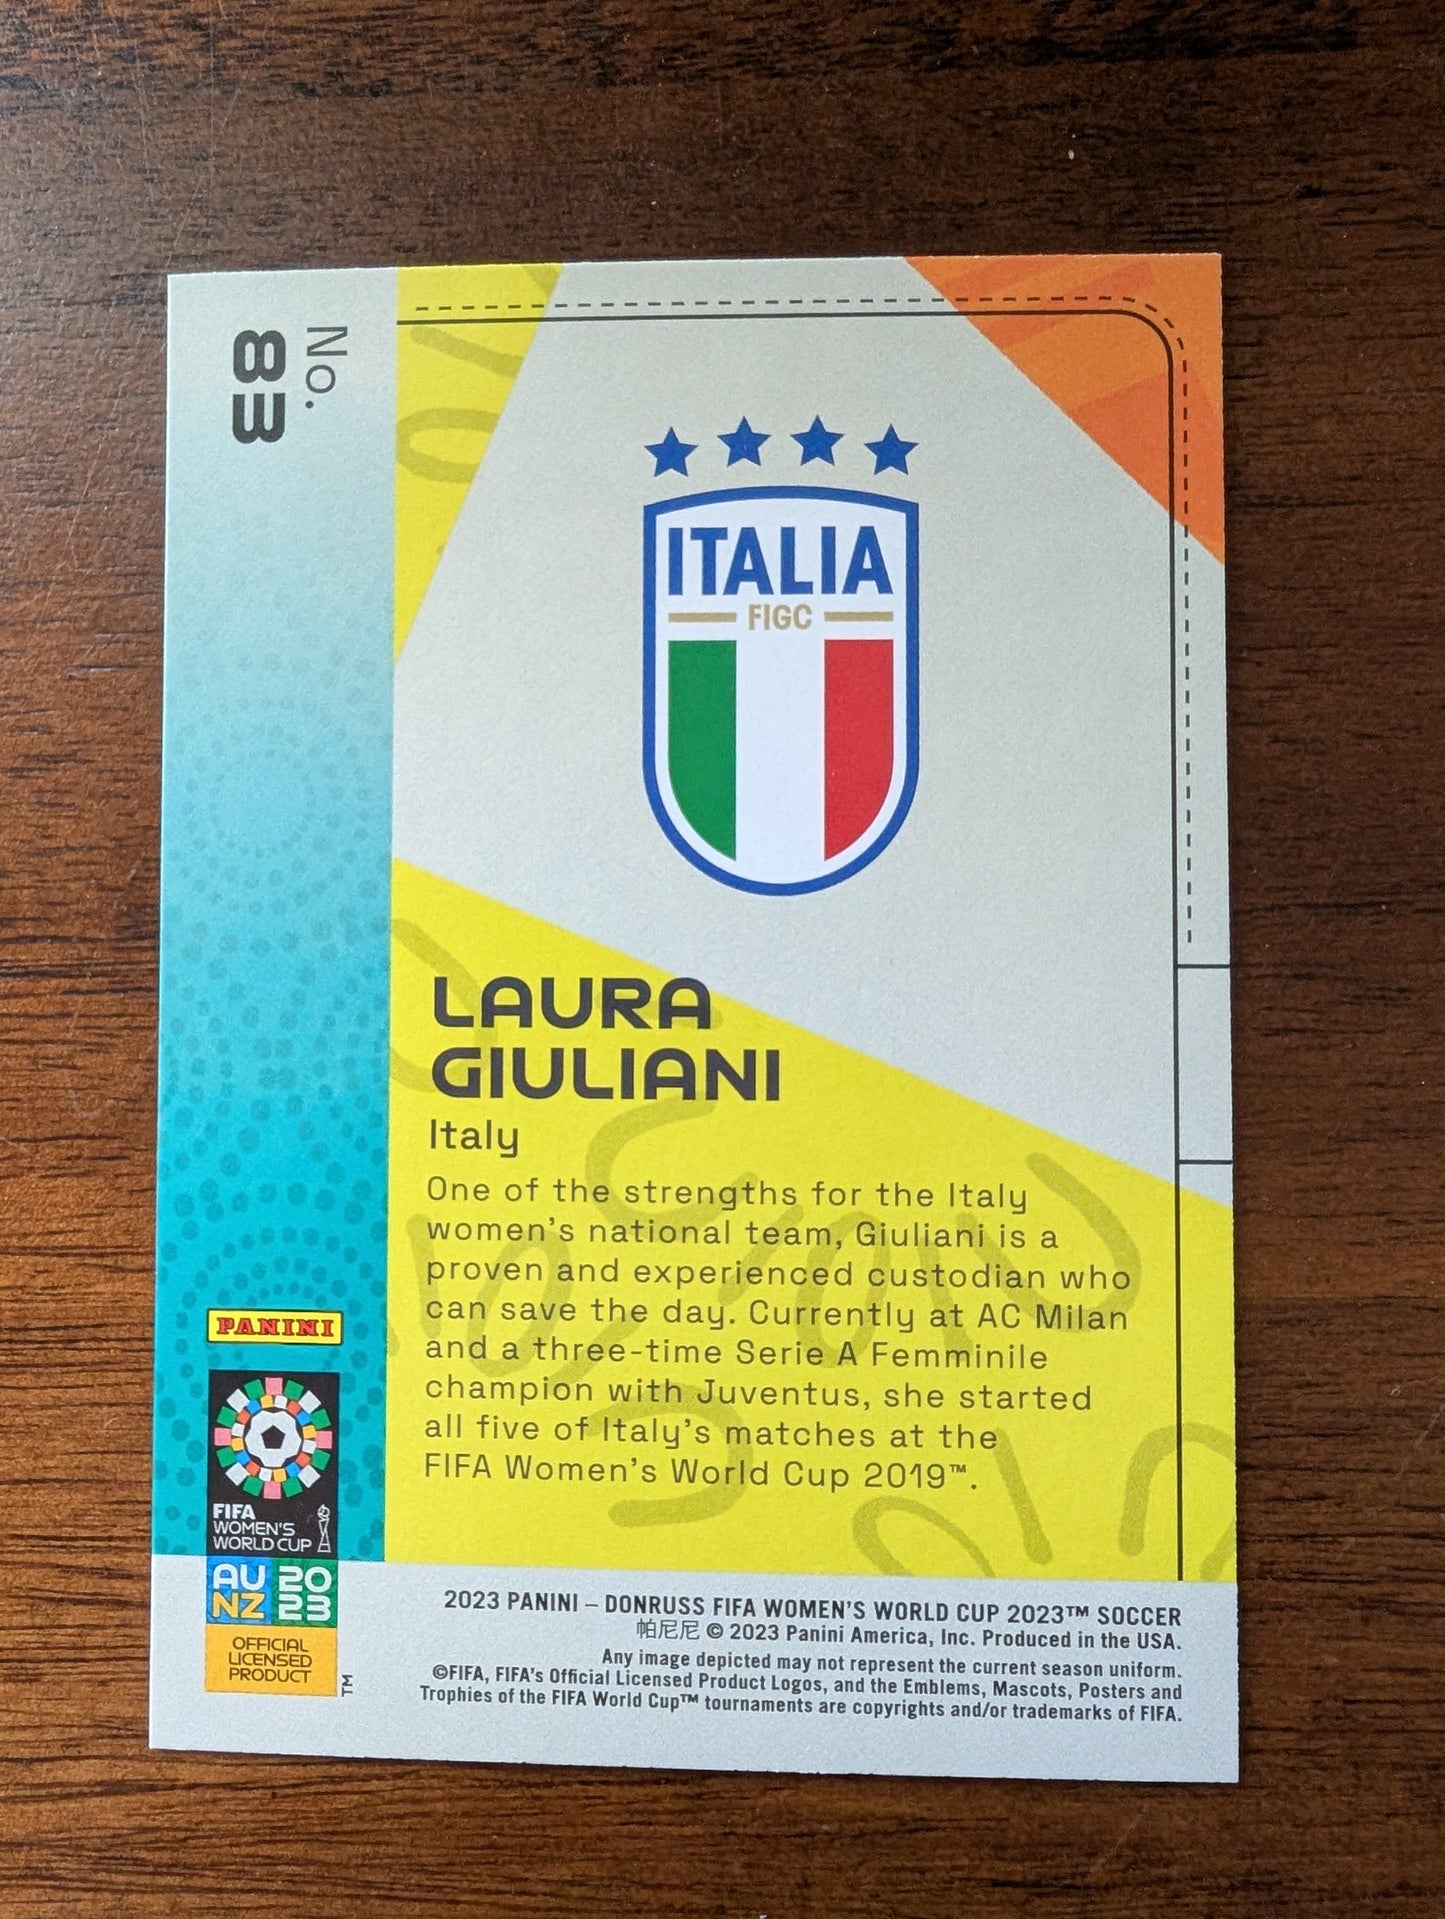 No.
83
ITALIA
FIGC
LAURA
GIULIANI
Italy
One of the strengths for the Italy
women's national team, Giuliani is a
proven and experienced custodian who
can save the day. Currently at AC Milan
and a three-time Serie A Femminile
champion with Juventus, she started
all five of Italy's matches at the
FIFA Women's World Cup 2019™.
PANINI
FIFA
WOMEN'S
WORLD CUP
AU 20
NZ 23
OFFICIAL
LICENSED
PRODUCT
TM
2023 PANINI – DONRUSS FIFA WOMEN'S WORLD CUP 2023™ SOCCER
帕尼尼 © 2023 Panini America, Inc. Produced in the USA.
Any image depicted may not represent the current season uniform.
©FIFA, FIFA's Official Licensed Product Logos, and the Emblems, Mascots, Posters and
Trophies of the FIFA World Cup™ tournaments are copyrights and/or trademarks of FIFA.